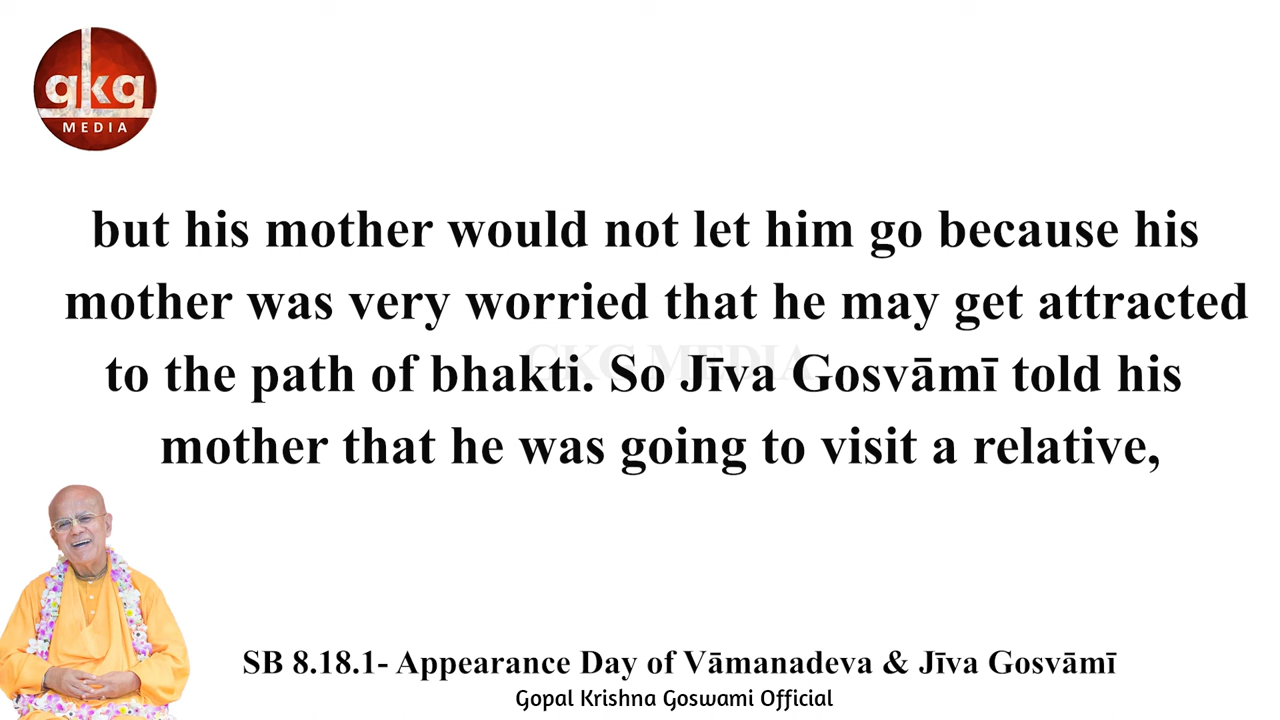 gkg
MEDIA
but his mother would not let him go because his
mother was very worried that he may get attracted
to the path of bhakti. So Jīva Gosvāmī told his
mother that he was going to visit a relative,
GKG MEDIA
SB 8.18.1- Appearance Day of Vāmanadeva & Jīva Gosvāmī
Gopal Krishna Goswami Official